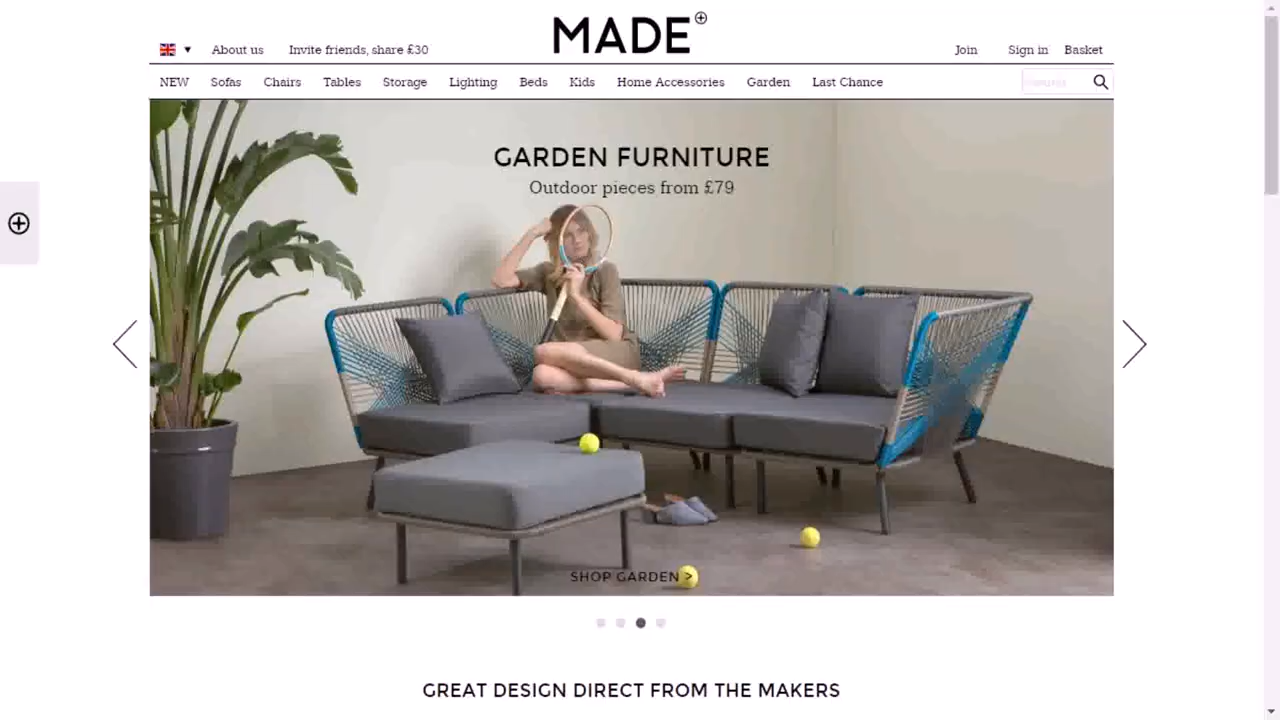 MADE
About us Invite friends, share £30 Join Sign in Basket
NEW Sofas Chairs Tables Storage Lighting Beds Kids Home Accessories Garden Last Chance
GARDEN FURNITURE
Outdoor pieces from £79
SHOP GARDEN >
GREAT DESIGN DIRECT FROM THE MAKERS